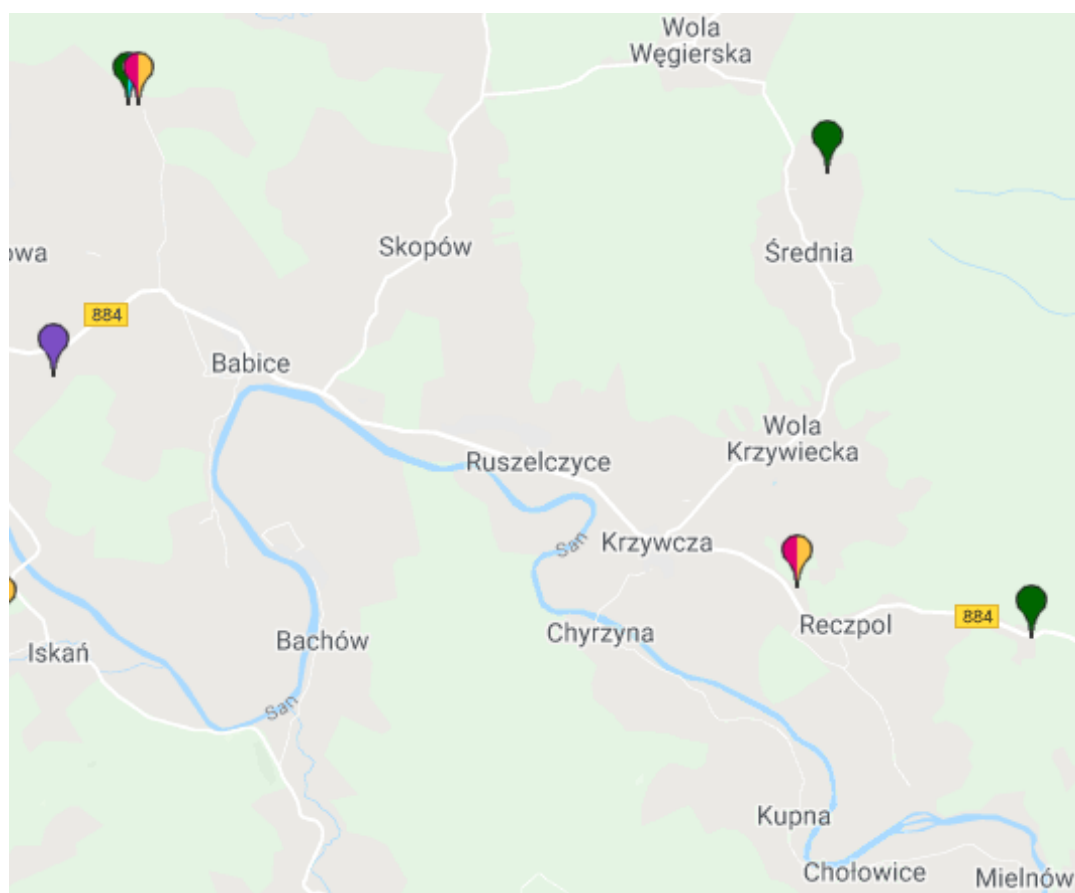 Wola
Węgierska
Skopów
Średnia
owa
884
Babice
Wola
Krzywiecka
Ruszelczyce
San
Krzywcza
884
Reczpol
Chyrzyna
Bachów
Iskań
San
Kupna
Chołowice
Mielnów